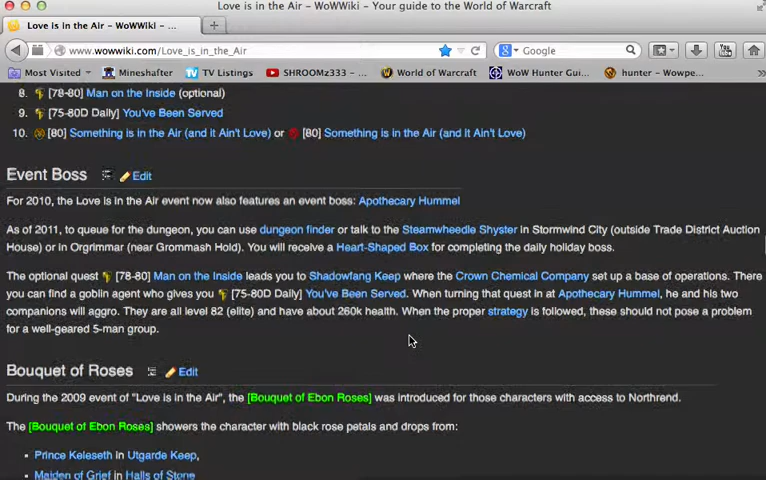 Love is in the Air – WoWWiki – Your guide to the World of Warcraft
Love is in the Air – WoWWiki – ...
www.wowwiki.com/Love_is_in_the_Air
Google
Most Visited
Mineshafter
TV Listings
SHROOMz333 – ...
World of Warcraft
WoW Hunter Gui...
hunter – Wowpe...
8. [78-80] Man on the Inside (optional)
9. [75-80D Daily] You've Been Served
10. [80] Something is in the Air (and it Ain't Love) or [80] Something is in the Air (and it Ain't Love)
Event Boss Edit
For 2010, the Love is in the Air event now also features an event boss: Apothecary Hummel
As of 2011, to queue for the dungeon, you can use dungeon finder or talk to the Steamwheedle Shyster in Stormwind City (outside Trade District Auction
House) or in Orgrimmar (near Grommash Hold). You will receive a Heart-Shaped Box for completing the daily holiday boss.
The optional quest [78-80] Man on the Inside leads you to Shadowfang Keep where the Crown Chemical Company set up a base of operations. There
you can find a goblin agent who gives you [75-80D Daily] You've Been Served. When turning that quest in at Apothecary Hummel, he and his two
companions will aggro. They are all level 82 (elite) and have about 260k health. When the proper strategy is followed, these should not pose a problem
for a well-geared 5-man group.
Bouquet of Roses Edit
During the 2009 event of "Love is in the Air", the [Bouquet of Ebon Roses] was introduced for those characters with access to Northrend.
The [Bouquet of Ebon Roses] showers the character with black rose petals and drops from:
Prince Keleseth in Utgarde Keep,
Maiden of Grief in Halls of Stone